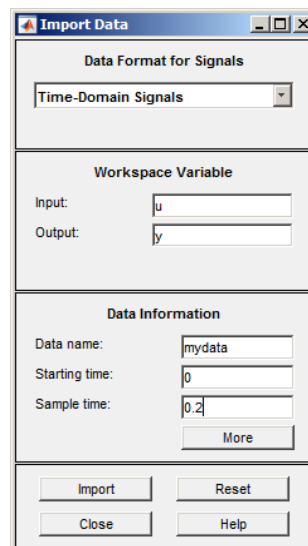 Import Data
Data Format for Signals
Time-Domain Signals
Workspace Variable
Input: u
Output: y
Data Information
Data name: mydata
Starting time: 0
Sample time: 0.2
More
Import Reset
Close Help